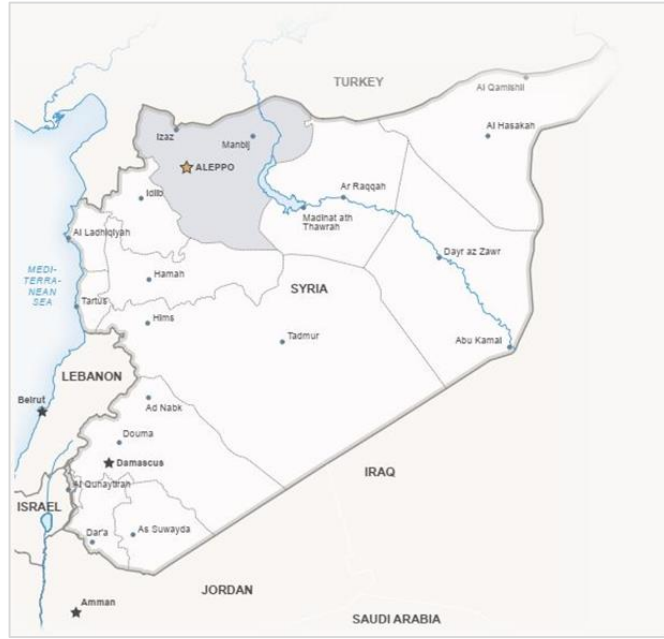 TURKEY
Al Qamishli
Al Hasakah
Izaz
Manbij
ALEPPO
Idlib
Ar Raqqah
Madinat ath
Thawrah
Al Ladhiqiyah
Dayr az Zawr
MEDI-
TERRA-
NEAN
SEA
Hamah
SYRIA
Tartus
Hims
Tadmur
Abu Kamal
LEBANON
Beirut
Ad Nabk
Douma
Damascus
IRAQ
Al Qunaytirah
ISRAEL
Dar'a
As Suwayda
JORDAN
Amman
SAUDI ARABIA